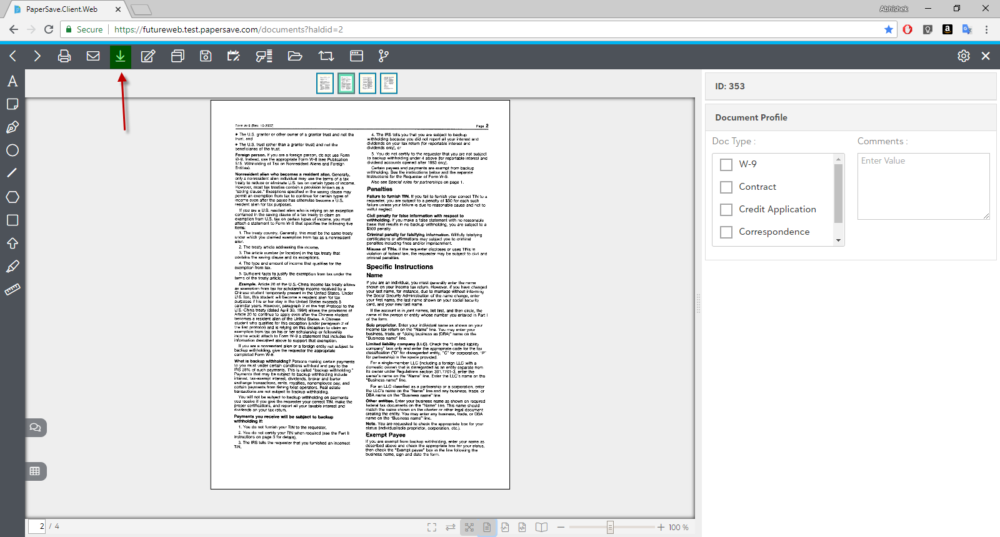 PaperSave.Client.Web
Abhishek
Secure
https://futureweb.test.papersave.com/documents?haldid=2
ID: 353
Document Profile
Doc Type :
Comments :
W-9
Contract
Credit Application
Correspondence
Enter Value
Form W-9 (Rev. 10-2007)
Page 2
• The U.S. grantor or other owner of a grantor trust and not the
trust, and
• The U.S. trust (other than a grantor trust) and not the
beneficiaries of the trust.
Foreign person. If you are a foreign person, do not use Form
W-9. Instead, use the appropriate Form W-8 (see Publication
515, Withholding of Tax on Nonresident Aliens and Foreign
Entities).
Nonresident alien who becomes a resident alien. Generally,
only a nonresident alien individual may use the terms of a tax
treaty to reduce or eliminate U.S. tax on certain types of income.
However, most tax treaties contain a provision known as a
"saving clause." Exceptions specified in the saving clause may
permit an exemption from tax to continue for certain types of
income even after the payee has otherwise become a U.S.
resident alien for tax purposes.
If you are a U.S. resident alien who is relying on an exception
contained in the saving clause of a tax treaty to claim an
exemption from U.S. tax on certain types of income, you must
attach a statement to Form W-9 that specifies the following five
items:
1. The treaty country. Generally, this must be the same treaty
under which you claimed exemption from tax as a nonresident
alien.
2. The treaty article addressing the income.
3. The article number (or location) in the tax treaty that
contains the saving clause and its exceptions.
4. The type and amount of income that qualifies for the
exemption from tax.
5. Sufficient facts to justify the exemption from tax under the
terms of the treaty article.
Example. Article 20 of the U.S.-China income tax treaty allows
an exemption from tax for scholarship income received by a
Chinese student temporarily present in the United States. Under
U.S. law, this student will become a resident alien for tax
purposes if his or her stay in the United States exceeds 5
calendar years. However, paragraph 2 of the first Protocol to the
U.S.-China treaty (dated April 30, 1984) allows the provisions of
Article 20 to continue to apply even after the Chinese student
becomes a resident alien of the United States. A Chinese
student who qualifies for this exception (under paragraph 2 of
the first protocol) and is relying on this exception to claim an
exemption from tax on his or her scholarship or fellowship
income would attach to Form W-9 a statement that includes the
information described above to support that exemption.
If you are a nonresident alien or a foreign entity not subject to
backup withholding, give the requester the appropriate
completed Form W-8.
What is backup withholding? Persons making certain payments
to you must under certain conditions withhold and pay to the
IRS 28% of such payments. This is called "backup withholding."
Payments that may be subject to backup withholding include
interest, tax-exempt interest, dividends, broker and barter
exchange transactions, rents, royalties, nonemployee pay, and
certain payments from fishing boat operators. Real estate
transactions are not subject to backup withholding.
You will not be subject to backup withholding on payments
you receive if you give the requester your correct TIN, make the
proper certifications, and report all your taxable interest and
dividends on your tax return.
Payments you receive will be subject to backup
withholding if:
1. You do not furnish your TIN to the requester,
2. You do not certify your TIN when required (see the Part II
instructions on page 3 for details),
3. The IRS tells the requester that you furnished an incorrect
TIN,
4. The IRS tells you that you are subject to backup
withholding because you did not report all your interest and
dividends on your tax return (for reportable interest and
dividends only), or
5. You do not certify to the requester that you are not subject
to backup withholding under 4 above (for reportable interest and
dividend accounts opened after 1983 only).
Certain payees and payments are exempt from backup
withholding. See the instructions below and the separate
Instructions for the Requester of Form W-9.
Also see Special rules for partnerships on page 1.
Penalties
Failure to furnish TIN. If you fail to furnish your correct TIN to a
requester, you are subject to a penalty of $50 for each such
failure unless your failure is due to reasonable cause and not to
willful neglect.
Civil penalty for false information with respect to
withholding. If you make a false statement with no reasonable
basis that results in no backup withholding, you are subject to a
$500 penalty.
Criminal penalty for falsifying information. Willfully falsifying
certifications or affirmations may subject you to criminal
penalties including fines and/or imprisonment.
Misuse of TINs. If the requester discloses or uses TINs in
violation of federal law, the requester may be subject to civil and
criminal penalties.
Specific Instructions
Name
If you are an individual, you must generally enter the name
shown on your income tax return. However, if you have changed
your last name, for instance, due to marriage without informing
the Social Security Administration of the name change, enter
your first name, the last name shown on your social security
card, and your new last name.
If the account is in joint names, list first, and then circle, the
name of the person or entity whose number you entered in Part I
of the form.
Sole proprietor. Enter your individual name as shown on your
income tax return on the "Name" line. You may enter your
business, trade, or "doing business as (DBA)" name on the
"Business name" line.
Limited liability company (LLC). Check the "Limited liability
company" box only and enter the appropriate code for the tax
classification ("D" for disregarded entity, "C" for corporation, "P"
for partnership) in the space provided.
For a single-member LLC (including a foreign LLC with a
domestic owner) that is disregarded as an entity separate from
its owner under Regulations section 301.7701-3, enter the
owner's name on the "Name" line. Enter the LLC's name on the
"Business name" line.
For an LLC classified as a partnership or a corporation, enter
the LLC's name on the "Name" line and any business, trade, or
DBA name on the "Business name" line.
Other entities. Enter your business name as shown on required
federal tax documents on the "Name" line. This name should
match the name shown on the charter or other legal document
creating the entity. You may enter any business, trade, or DBA
name on the "Business name" line.
Note. You are requested to check the appropriate box for your
status (individual/sole proprietor, corporation, etc.).
Exempt Payee
If you are exempt from backup withholding, enter your name as
described above and check the appropriate box for your status,
then check the "Exempt payee" box in the line following the
business name, sign and date the form.
2 / 4
100 %